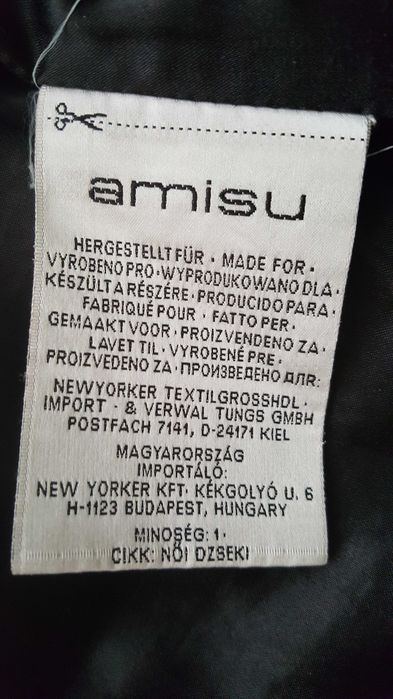 amisu
HERGESTELLT FÜR · MADE FOR ·
VYROBENO PRO · WYPRODUKOWANO DLA ·
KÉSZÜLT A RÉSZÉRE · PRODUCIDO PARA ·
FABRIQUÉ POUR · FATTO PER ·
GEMAAKT VOOR · PROIZVENDENO ZA ·
LAVET TIL · VYROBENÉ PRE ·
PROIZVEDENO ZA · ПРОИЗВЕДЕНО ДЛЯ:
NEWYORKER TEXTILGROSSHDL ·
IMPORT - & VERWAL TUNGS GMBH
POSTFACH 7141, D-24171 KIEL
MAGYARORSZÁG
IMPORTÁLÓ:
NEW YORKER KFT · KÉKGOLYÓ U. 6
H-1123 BUDAPEST, HUNGARY
MINOSÉG: 1 ·
CIKK: NŐI DZSEKI